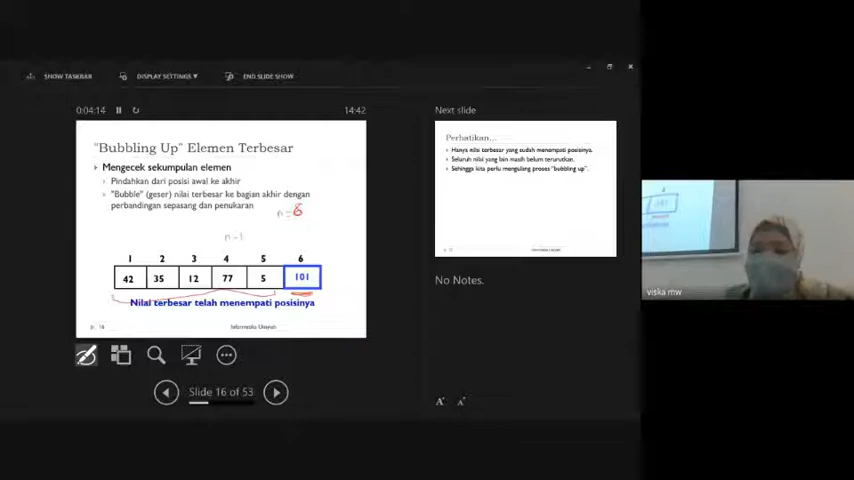 SHOW TASKBAR
DISPLAY SETTINGS ▼
END SLIDE SHOW
0:04:14
14:42
"Bubbling Up" Elemen Terbesar
Mengecek sekumpulan elemen
Pindahkan dari posisi awal ke akhir
"Bubble" (geser) nilai terbesar ke bagian akhir dengan
perbandingan sepasang dan penukaran
n = 6
n-1
1 2 3 4 5 6
42 35 12 77 5 101
Nilai terbesar telah menempati posisinya
Informatika
Slide 16 of 53
Next slide
Perhatikan...
Hanya nilai terbesar yang sudah menempati posisinya.
Seluruh nilai yang lain masih belum terurutkan.
Sehingga kita perlu mengulang proses "bubbling up".
No Notes.
A A
viska mw